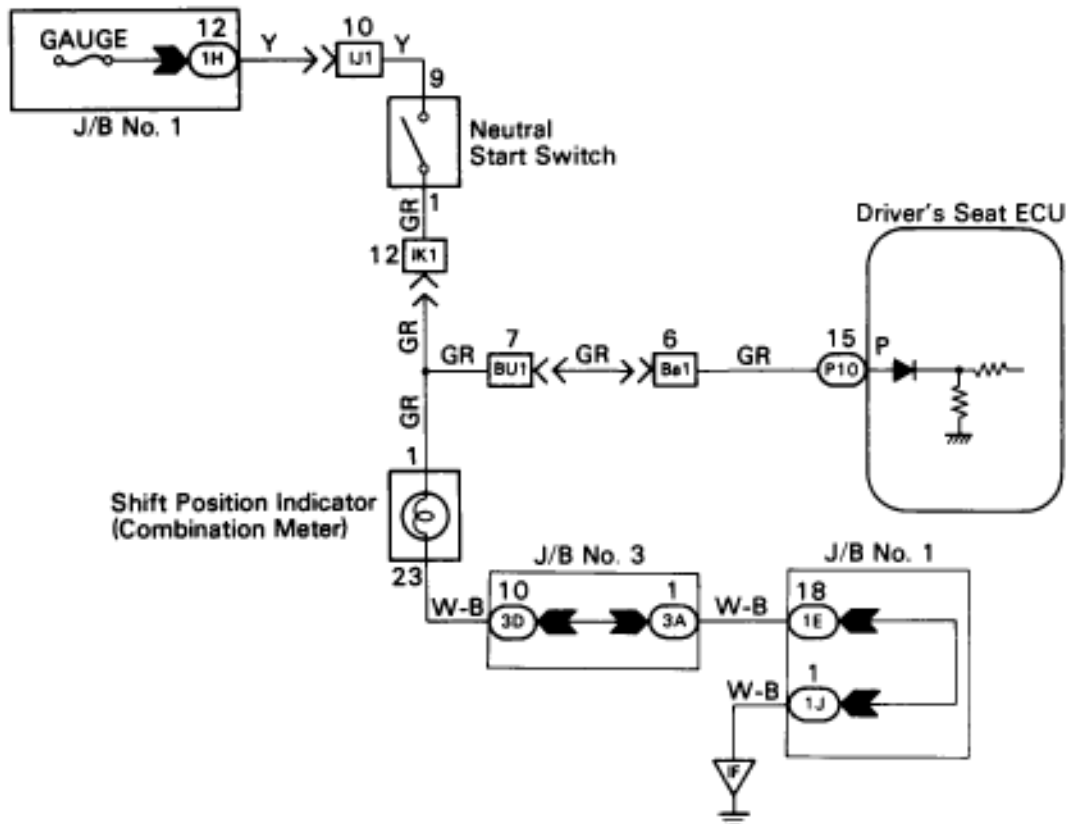 GAUGE
12
1H
Y
10
IJ1
Y
J/B No. 1
9
Neutral
Start Switch
GR
1
12
IK1
GR
Driver's Seat ECU
GR
7
BU1
GR
6
Ba1
GR
15
P10
P
GR
1
Shift Position Indicator
(Combination Meter)
23
W-B
J/B No. 3
10
3D
1
3A
W-B
J/B No. 1
18
1E
W-B
1
1J
IF